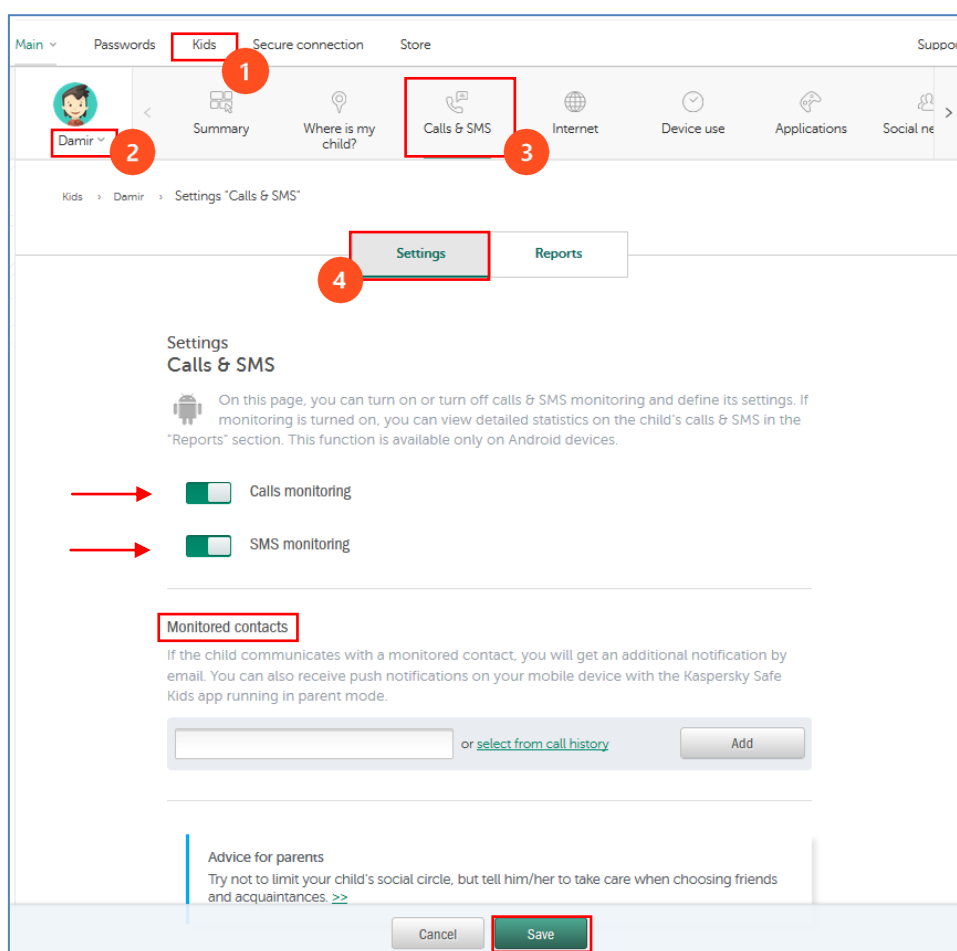 Main Passwords Kids Secure connection Store Suppor
1
Summary Where is my child? Calls & SMS Internet Device use Applications Social ne
Damir 2 3
Kids › Damir › Settings "Calls & SMS"
Settings Reports
4
Settings
Calls & SMS
On this page, you can turn on or turn off calls & SMS monitoring and define its settings. If
monitoring is turned on, you can view detailed statistics on the child's calls & SMS in the
"Reports" section. This function is available only on Android devices.
Calls monitoring
SMS monitoring
Monitored contacts
If the child communicates with a monitored contact, you will get an additional notification by
email. You can also receive push notifications on your mobile device with the Kaspersky Safe
Kids app running in parent mode.
or select from call history Add
Advice for parents
Try not to limit your child's social circle, but tell him/her to take care when choosing friends
and acquaintances. >>
Cancel Save